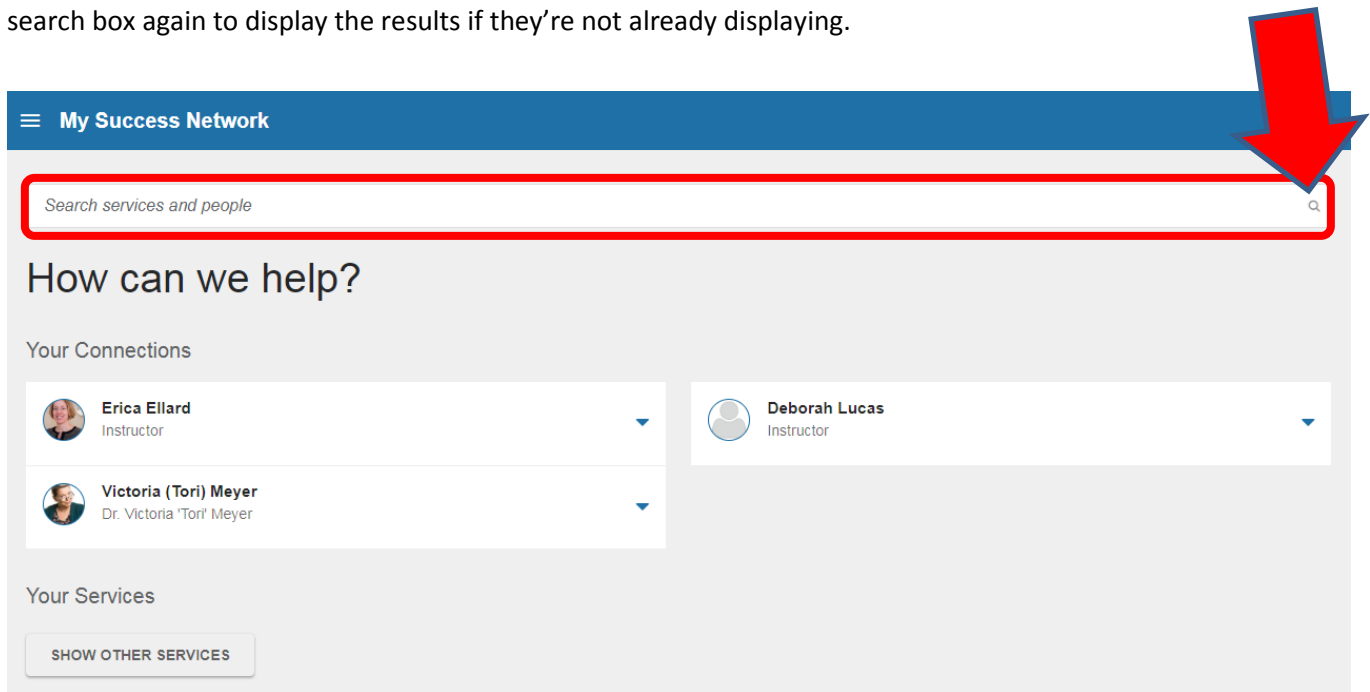 search box again to display the results if they’re not already displaying.
My Success Network
Search services and people
How can we help?
Your Connections
Erica Ellard
Instructor
Deborah Lucas
Instructor
Victoria (Tori) Meyer
Dr. Victoria 'Tori' Meyer
Your Services
SHOW OTHER SERVICES